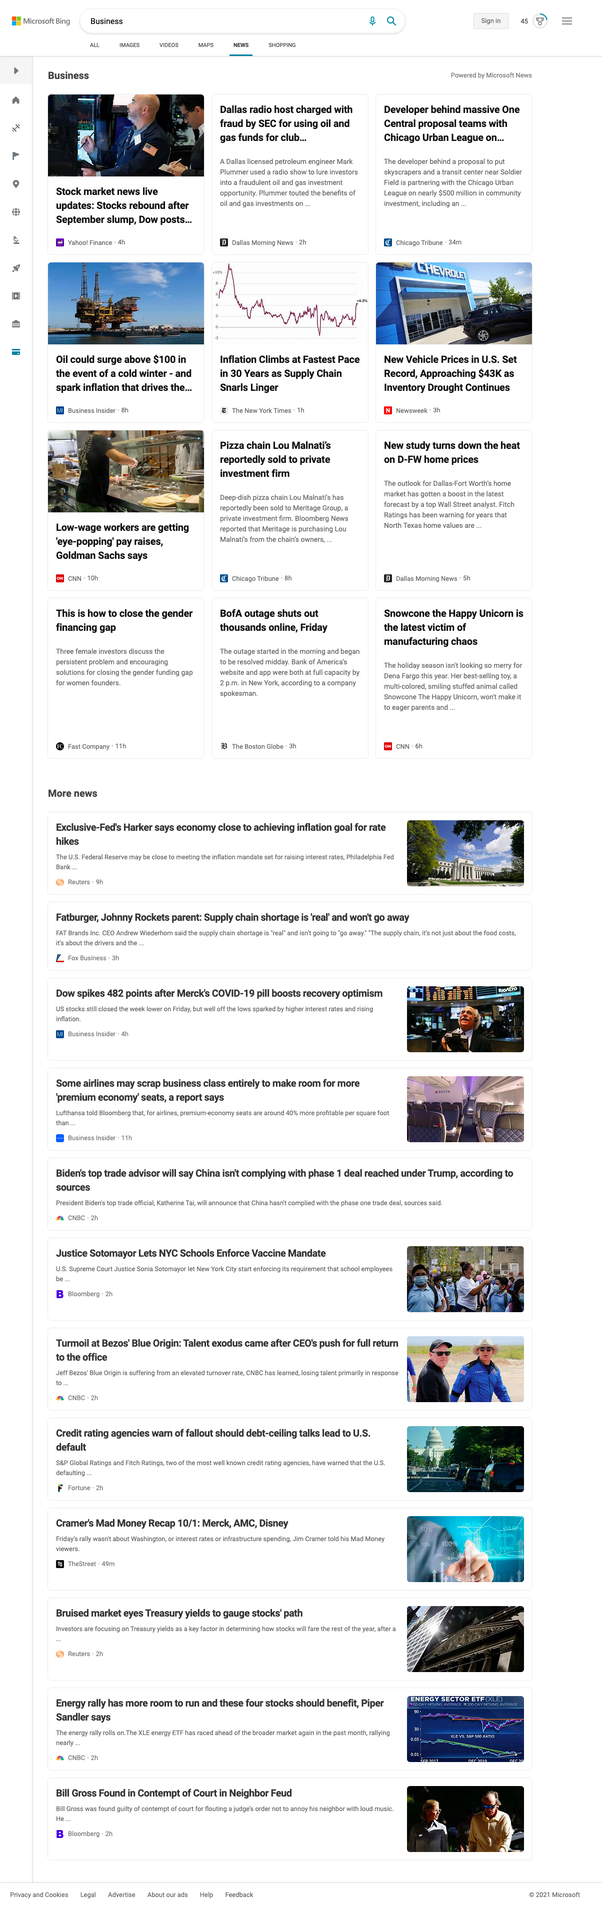 Microsoft Bing
Business
Sign in
45
ALL IMAGES VIDEOS MAPS NEWS SHOPPING
Business
Powered by Microsoft News
Stock market news live
updates: Stocks rebound after
September slump, Dow posts...
Yahoo! Finance · 4h
Dallas radio host charged with
fraud by SEC for using oil and
gas funds for club...
A Dallas licensed petroleum engineer Mark
Plummer used a radio show to lure investors
into a fraudulent oil and gas investment
opportunity. Plummer touted the benefits of
oil and gas investments on ...
Dallas Morning News · 2h
Developer behind massive One
Central proposal teams with
Chicago Urban League on...
The developer behind a proposal to put
skyscrapers and a transit center near Soldier
Field is partnering with the Chicago Urban
League on nearly $500 million in community
investment, including an ...
Chicago Tribune · 34m
Oil could surge above $100 in
the event of a cold winter - and
spark inflation that drives the...
Business Insider · 8h
Inflation Climbs at Fastest Pace
in 30 Years as Supply Chain
Snarls Linger
The New York Times · 1h
CHEVROLET
New Vehicle Prices in U.S. Set
Record, Approaching $43K as
Inventory Drought Continues
Newsweek · 3h
Low-wage workers are getting
'eye-popping' pay raises,
Goldman Sachs says
CNN · 10h
Pizza chain Lou Malnati's
reportedly sold to private
investment firm
Deep-dish pizza chain Lou Malnati's has
reportedly been sold to Meritage Group, a
private investment firm. Bloomberg News
reported that Meritage is purchasing Lou
Malnati's from the chain's owners, ...
Chicago Tribune · 8h
New study turns down the heat
on D-FW home prices
The outlook for Dallas-Fort Worth's home
market has gotten a boost in the latest
forecast by a top Wall Street analyst. Fitch
Ratings has been warning for years that
North Texas home values are ...
Dallas Morning News · 5h
This is how to close the gender
financing gap
Three female investors discuss the
persistent problem and encouraging
solutions for closing the gender funding gap
for women founders.
Fast Company · 11h
BofA outage shuts out
thousands online, Friday
The outage started in the morning and began
to be resolved midday. Bank of America's
website and app were both at full capacity by
2 p.m. in New York, according to a company
spokesman.
The Boston Globe · 3h
Snowcone the Happy Unicorn is
the latest victim of
manufacturing chaos
The holiday season isn't looking so merry for
Dena Fargo this year. Her best-selling toy, a
multi-colored, smiling stuffed animal called
Snowcone The Happy Unicorn, won't make it
to eager parents and ...
CNN · 6h
More news
Exclusive-Fed's Harker says economy close to achieving inflation goal for rate
hikes
The U.S. Federal Reserve may be close to meeting the inflation mandate set for raising interest rates, Philadelphia Fed
Bank ...
Reuters · 9h
Fatburger, Johnny Rockets parent: Supply chain shortage is 'real' and won't go away
FAT Brands Inc. CEO Andrew Wiederhorn said the supply chain shortage is "real" and isn't going to "go away." "The supply chain, it's not just about the food costs,
it's about the drivers and the ...
Fox Business · 3h
Dow spikes 482 points after Merck's COVID-19 pill boosts recovery optimism
US stocks still closed the week lower on Friday, but well off the lows sparked by higher interest rates and rising
inflation.
Business Insider · 4h
Some airlines may scrap business class entirely to make room for more
'premium economy' seats, a report says
Lufthansa told Bloomberg that, for airlines, premium-economy seats are around 40% more profitable per square foot
than ...
Business Insider · 11h
Biden's top trade advisor will say China isn't complying with phase 1 deal reached under Trump, according to
sources
President Biden's top trade official, Katherine Tai, will announce that China hasn't complied with the phase one trade deal, sources said.
CNBC · 2h
Justice Sotomayor Lets NYC Schools Enforce Vaccine Mandate
U.S. Supreme Court Justice Sonia Sotomayor let New York City start enforcing its requirement that school employees
be ...
Bloomberg · 2h
Turmoil at Bezos' Blue Origin: Talent exodus came after CEO's push for full return
to the office
Jeff Bezos' Blue Origin is suffering from an elevated turnover rate, CNBC has learned, losing talent primarily in response
to ...
CNBC · 2h
Credit rating agencies warn of fallout should debt-ceiling talks lead to U.S.
default
S&P Global Ratings and Fitch Ratings, two of the most well known credit rating agencies, have warned that the U.S.
defaulting ...
Fortune · 2h
Cramer's Mad Money Recap 10/1: Merck, AMC, Disney
Friday's rally wasn't about Washington, or interest rates or infrastructure spending, Jim Cramer told his Mad Money
viewers.
TheStreet · 49m
Bruised market eyes Treasury yields to gauge stocks' path
Investors are focusing on Treasury yields as a key factor in determining how stocks will fare the rest of the year, after a
...
Reuters · 2h
Energy rally has more room to run and these four stocks should benefit, Piper
Sandler says
The energy rally rolls on.The XLE energy ETF has raced ahead of the broader market again in the past month, rallying
nearly ...
CNBC · 2h
ENERGY SECTOR ETF (XLE)
XLE VS. S&P 500 RATIO
Bill Gross Found in Contempt of Court in Neighbor Feud
Bill Gross was found guilty of contempt of court for flouting a judge's order not to annoy his neighbor with loud music.
He ...
Bloomberg · 2h
Privacy and Cookies Legal Advertise About our ads Help Feedback
© 2021 Microsoft